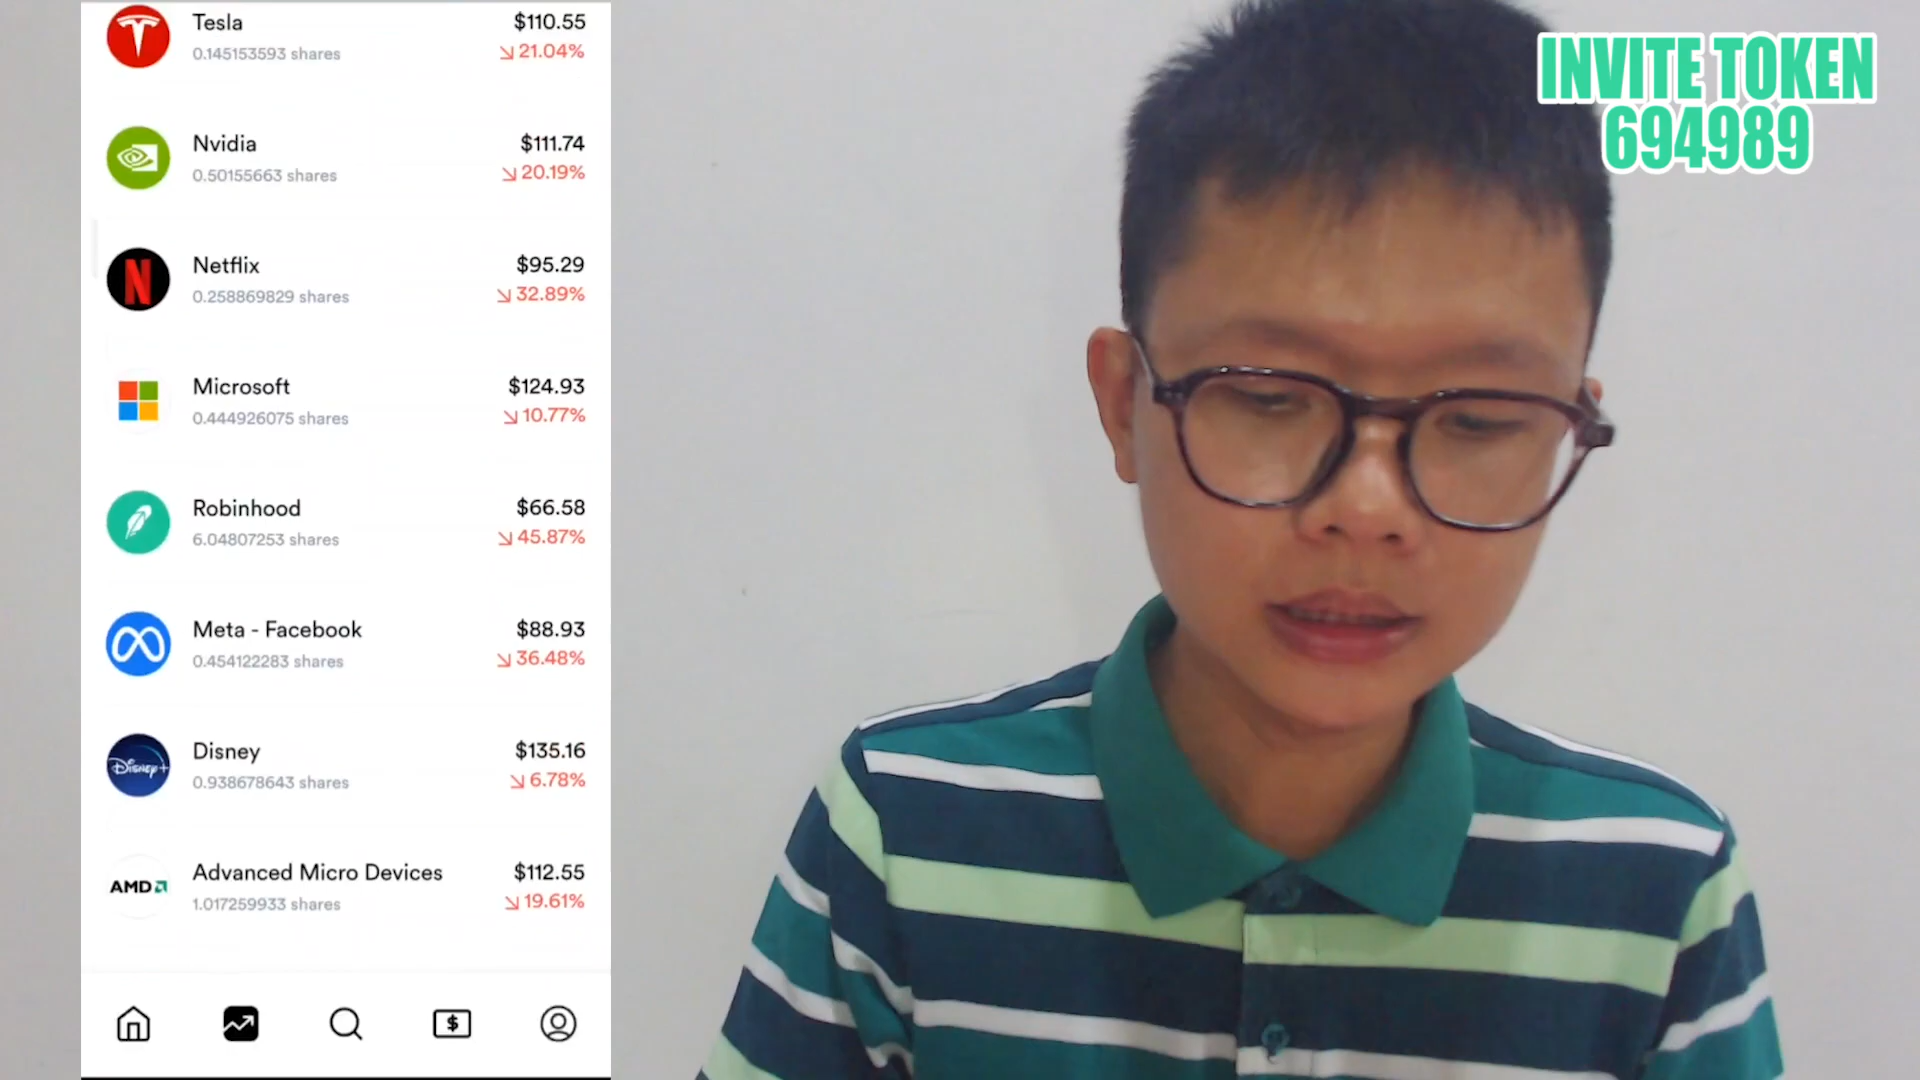 Tesla
$110.55
0.145153593 shares
21.04%
Nvidia
$111.74
0.50155663 shares
20.19%
Netflix
$95.29
0.258869829 shares
32.89%
Microsoft
$124.93
0.444926075 shares
10.77%
Robinhood
$66.58
6.04807253 shares
45.87%
Meta - Facebook
$88.93
0.454122283 shares
36.48%
Disney
$135.16
0.938678643 shares
6.78%
Advanced Micro Devices
$112.55
1.017259933 shares
19.61%
N
Disney+
AMD
$
INVITE TOKEN
694989